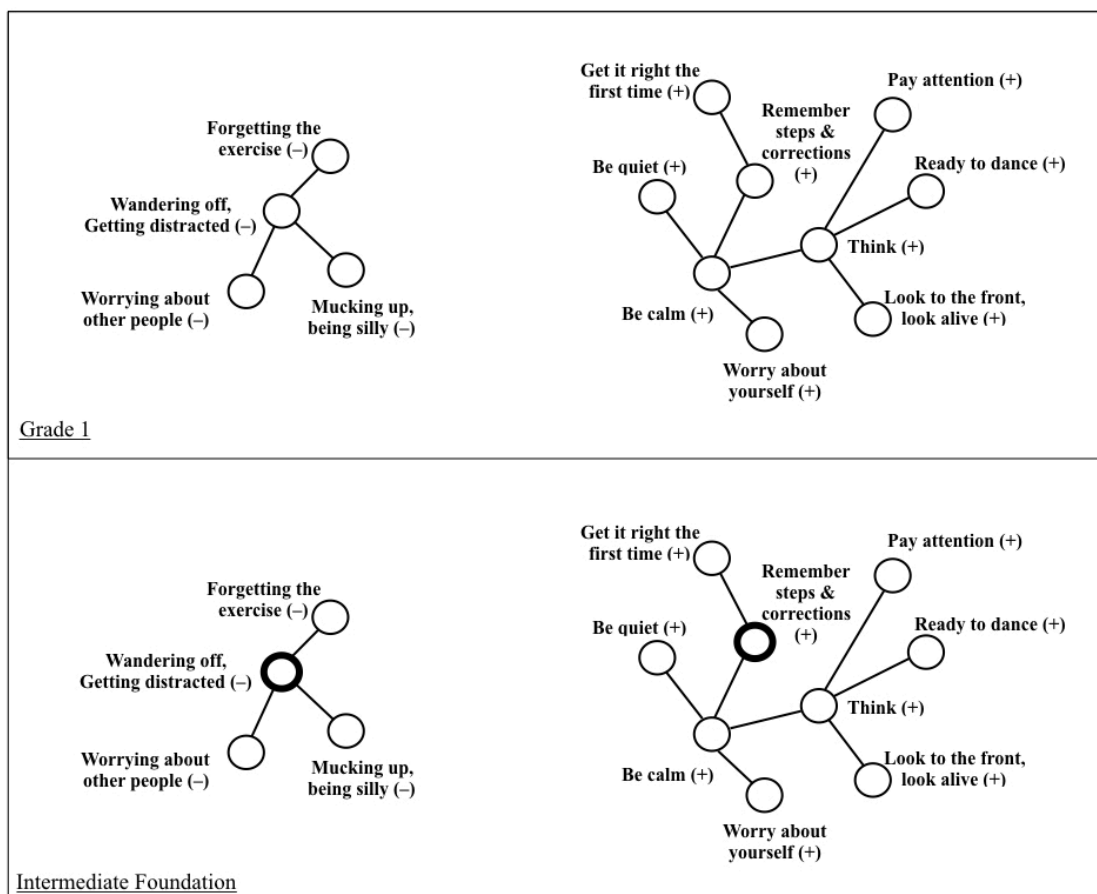 Forgetting the
exercise (–)
Wandering off,
Getting distracted (–)
Worrying about
other people (–)
Mucking up,
being silly (–)
Get it right the
first time (+)
Remember
steps &
corrections
(+)
Pay attention (+)
Be quiet (+)
Ready to dance (+)
Think (+)
Be calm (+)
Look to the front,
look alive (+)
Worry about
yourself (+)
Grade 1
Forgetting the
exercise (–)
Wandering off,
Getting distracted (–)
Worrying about
other people (–)
Mucking up,
being silly (–)
Get it right the
first time (+)
Remember
steps &
corrections
(+)
Pay attention (+)
Be quiet (+)
Ready to dance (+)
Think (+)
Be calm (+)
Look to the front,
look alive (+)
Worry about
yourself (+)
Intermediate Foundation